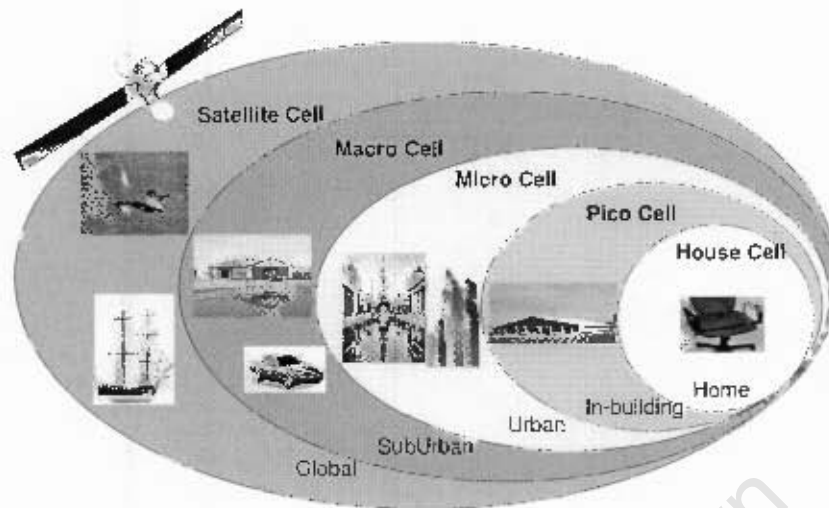 Satellite Cell
Macro Cell
Micro Cell
Pico Cell
House Cell
Home
In-building
Urban
SubUrban
Global